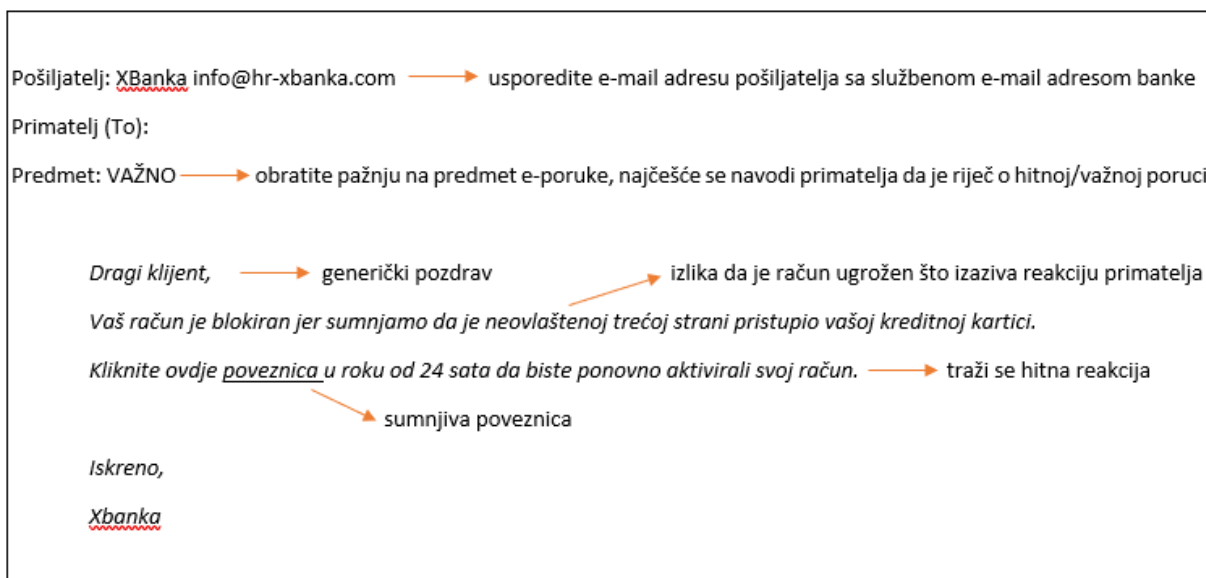 Pošiljatelj: XBanka info@hr-xbanka.com usporedite e-mail adresu pošiljatelja sa službenom e-mail adresom banke
Primatelj (To):
Predmet: VAŽNO obratite pažnju na predmet e-poruke, najčešće se navodi primatelja da je riječ o hitnoj/važnoj poruci
Dragi klijent, generički pozdrav izlika da je račun ugrožen što izaziva reakciju primatelja
Vaš račun je blokiran jer sumnjamo da je neovlaštenoj trećoj strani pristupio vašoj kreditnoj kartici.
Kliknite ovdje poveznica u roku od 24 sata da biste ponovno aktivirali svoj račun. traži se hitna reakcija
sumnjiva poveznica
Iskreno,
Xbanka